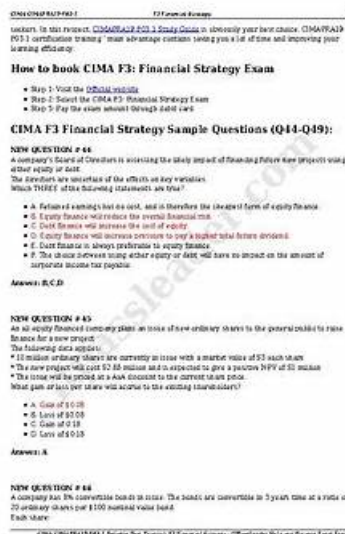 CIMA CIMAPRA19-F03-1
F3 Financial Strategy
seekers. In this respect, CIMAPRA19-F03-1 Study Guide is obviously your best choice. CIMAPRA19-
F03-1 certification training's main advantage contains saving you a lot of time and improving your
learning efficiency.
How to book CIMA F3: Financial Strategy Exam
Step 1: Visit the Official website
Step 2: Select the CIMA F3: Financial Strategy Exam
Step 3: Pay the exam amount through debit card
CIMA F3 Financial Strategy Sample Questions (Q44-Q49):
NEW QUESTION # 44
A company's Board of Directors is assessing the likely impact of financing future new projects using
either equity or debt.
The directors are uncertain of the effects on key variables.
Which THREE of the following statements are true?
A. Retained earnings has no cost, and is therefore the cheapest form of equity finance.
B. Equity finance will reduce the overall financial risk.
C. Debt finance will increase the cost of equity.
D. Equity finance will increase pressure to pay a higher total future dividend.
E. Debt finance is always preferable to equity finance.
F. The choice between using either equity or debt will have no impact on the amount of
corporate income tax payable.
Answer: B,C,D
NEW QUESTION # 45
An all equity financed company plans an issue of new ordinary shares to the general public to raise
finance for a new project.
The following data applies:
* 10 million ordinary shares are currently in issue with a market value of $3 each share
* The new project will cost $2.88 million and is expected to give a positive NPV of $1 million
* The issue will be priced at a discount to the current share price.
What gain or loss per share will accrue to the existing shareholders?
A. Gain of $
B. Loss of $0.08
C. Gain of 0.18
D. Loss of $0.18
Answer: A
NEW QUESTION # 46
A company has convertible bonds in issue. The bonds are convertible in 3 years time at a ratio of
20 ordinary shares per $100 nominal value bond.
Each share: